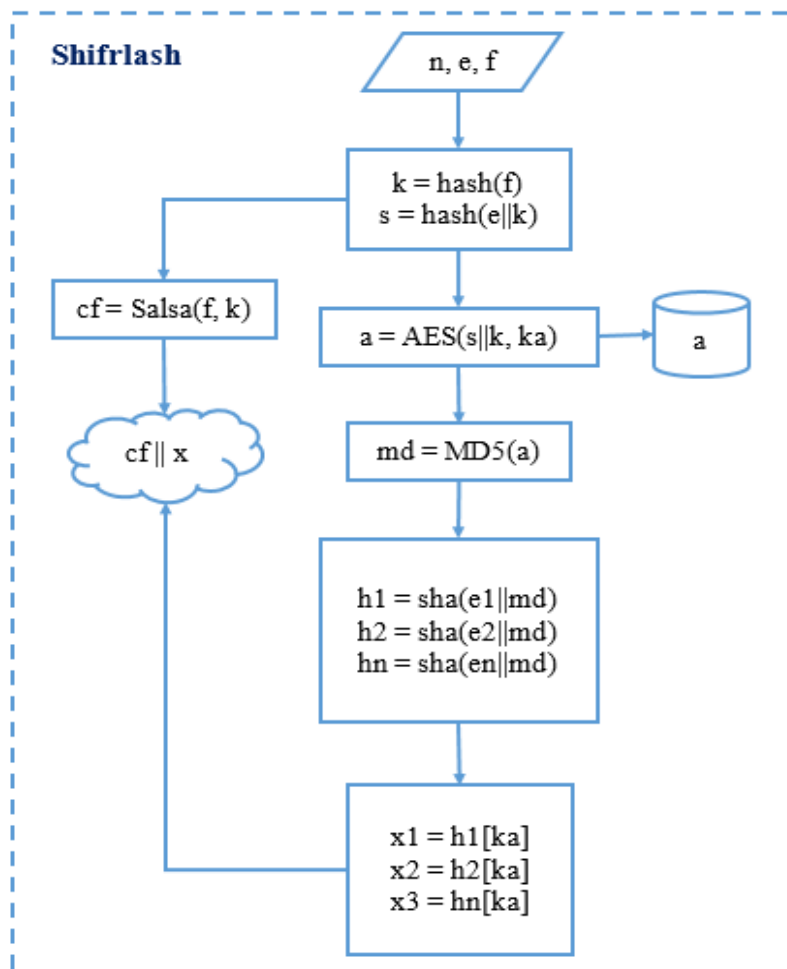 Shifrlash
n, e, f
k = hash(f)
s = hash(e||k)
cf = Salsa(f, k)
a = AES(s||k, ka)
a
cf || x
md = MD5(a)
h1 = sha(e1||md)
h2 = sha(e2||md)
hn = sha(en||md)
x1 = h1[ka]
x2 = h2[ka]
x3 = hn[ka]